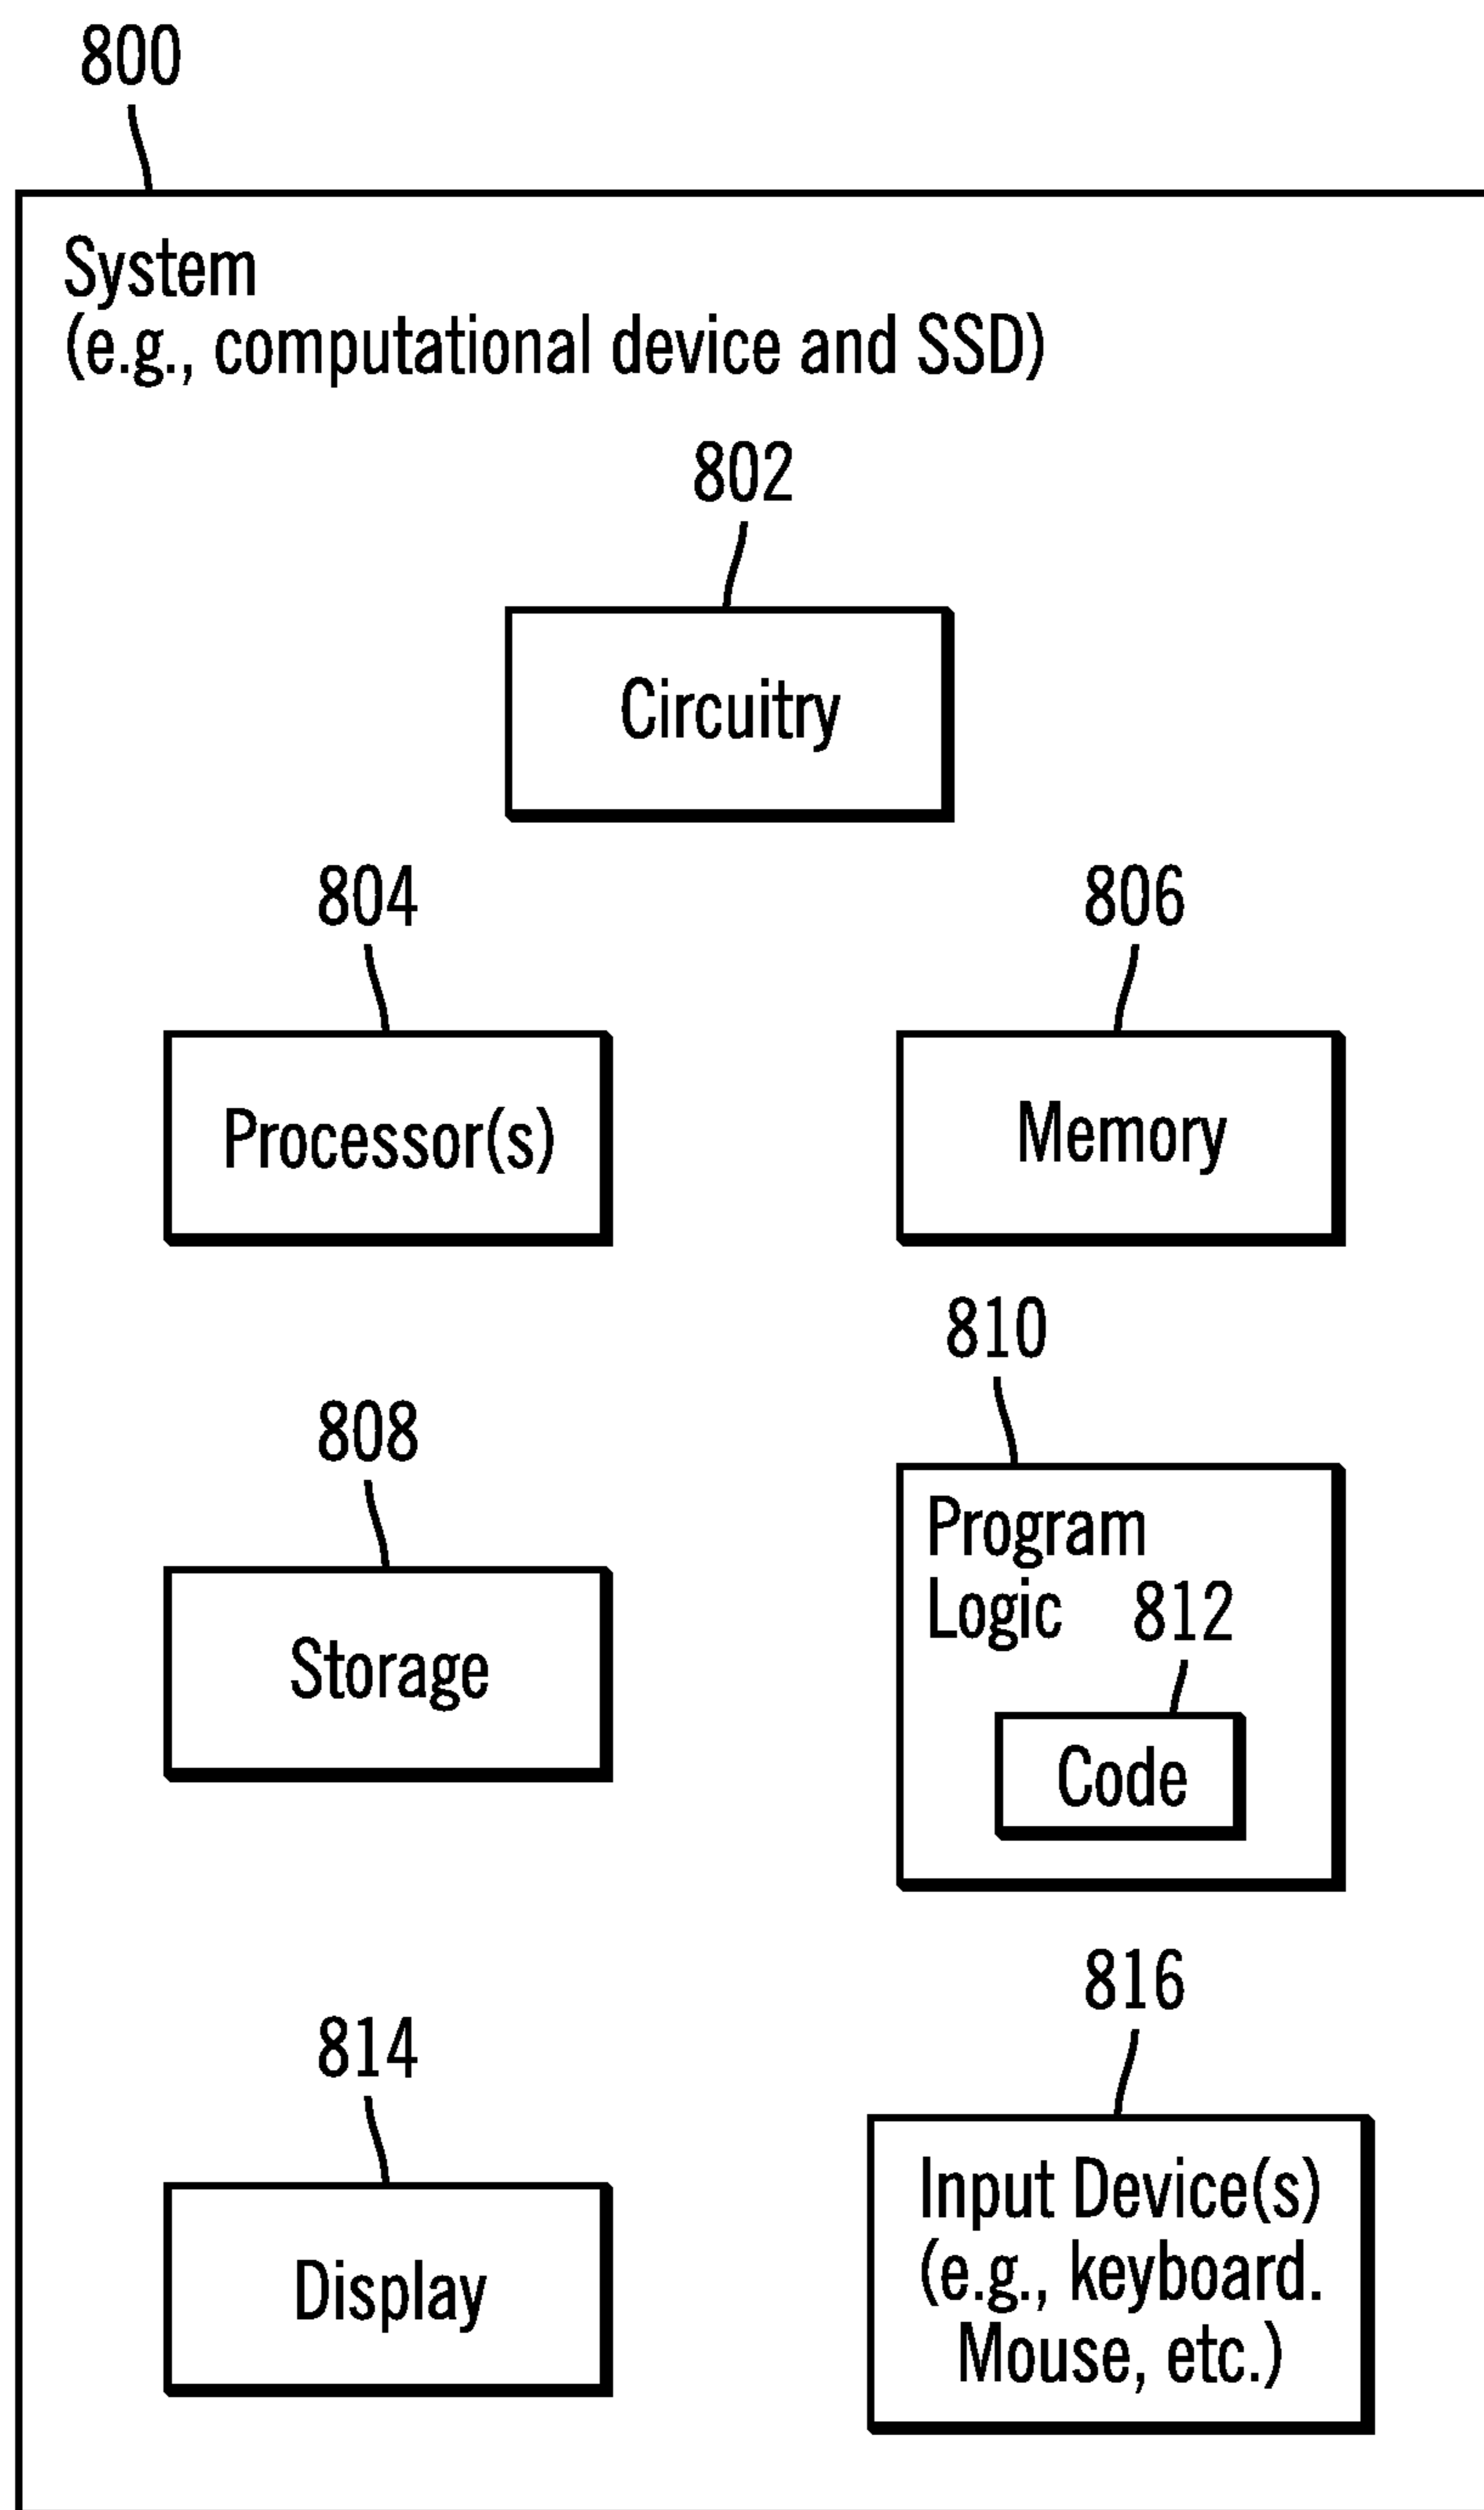 800
System
(e.g., computational device and SSD)
802
Circuitry
804
806
Processor(s)
Memory
810
808
Program
Logic 812
Storage
Code
816
814
Input Device(s)
(e.g., keyboard.
Mouse, etc.)
Display